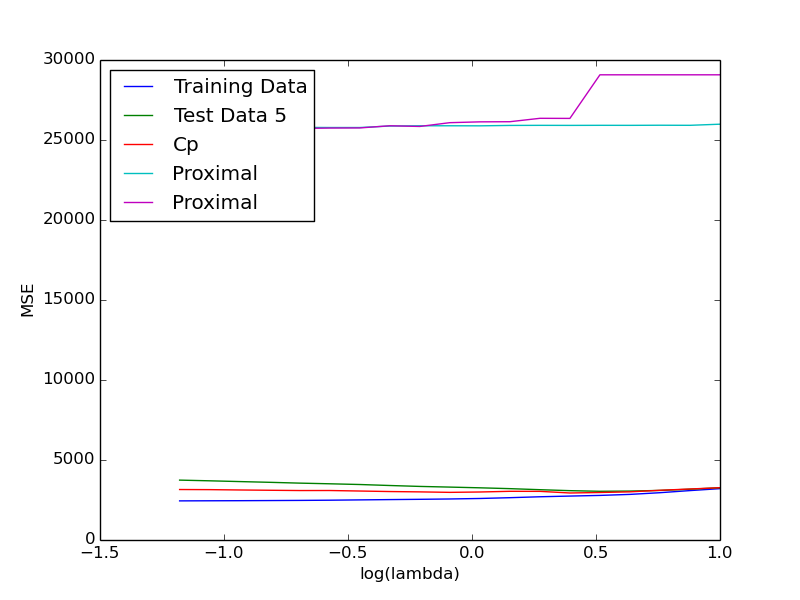 30000
25000
20000
15000
10000
5000
0
MSE
Training Data
Test Data 5
Cp
Proximal
Proximal
−1.5 −1.0 −0.5 0.0 0.5 1.0
log(lambda)